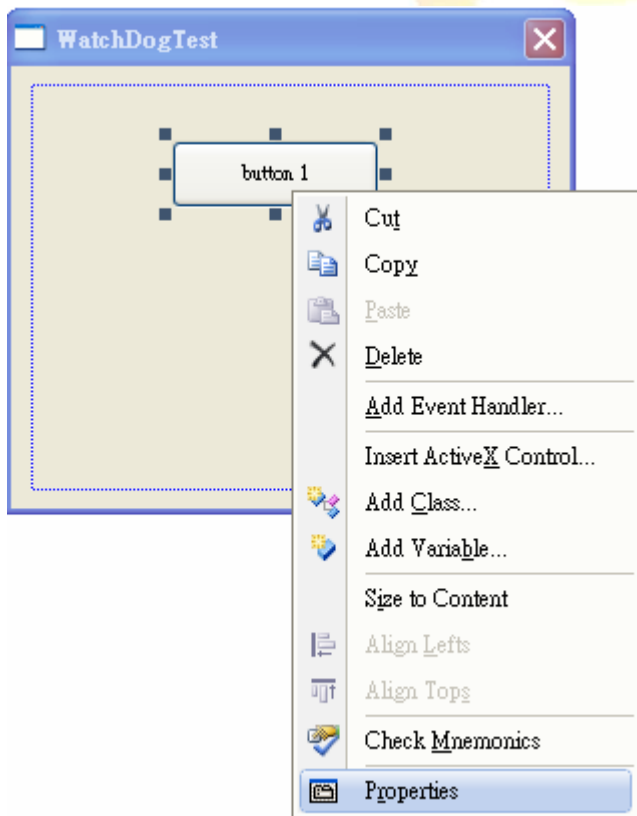 WatchDogTest
button 1
Cut
Copy
Paste
Delete
Add Event Handler...
Insert ActiveX Control...
Add Class...
Add Variable...
Size to Content
Align Lefts
Align Tops
Check Mnemonics
Properties